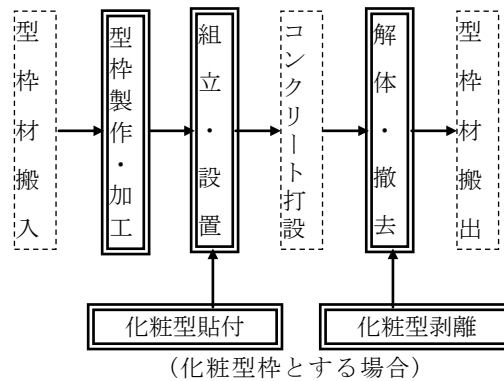 型枠材搬入
型枠製作・加工
組立・設置
コンクリート打設
解体・撤去
型枠材搬出
化粧型貼付
化粧型剥離
（化粧型枠とする場合）